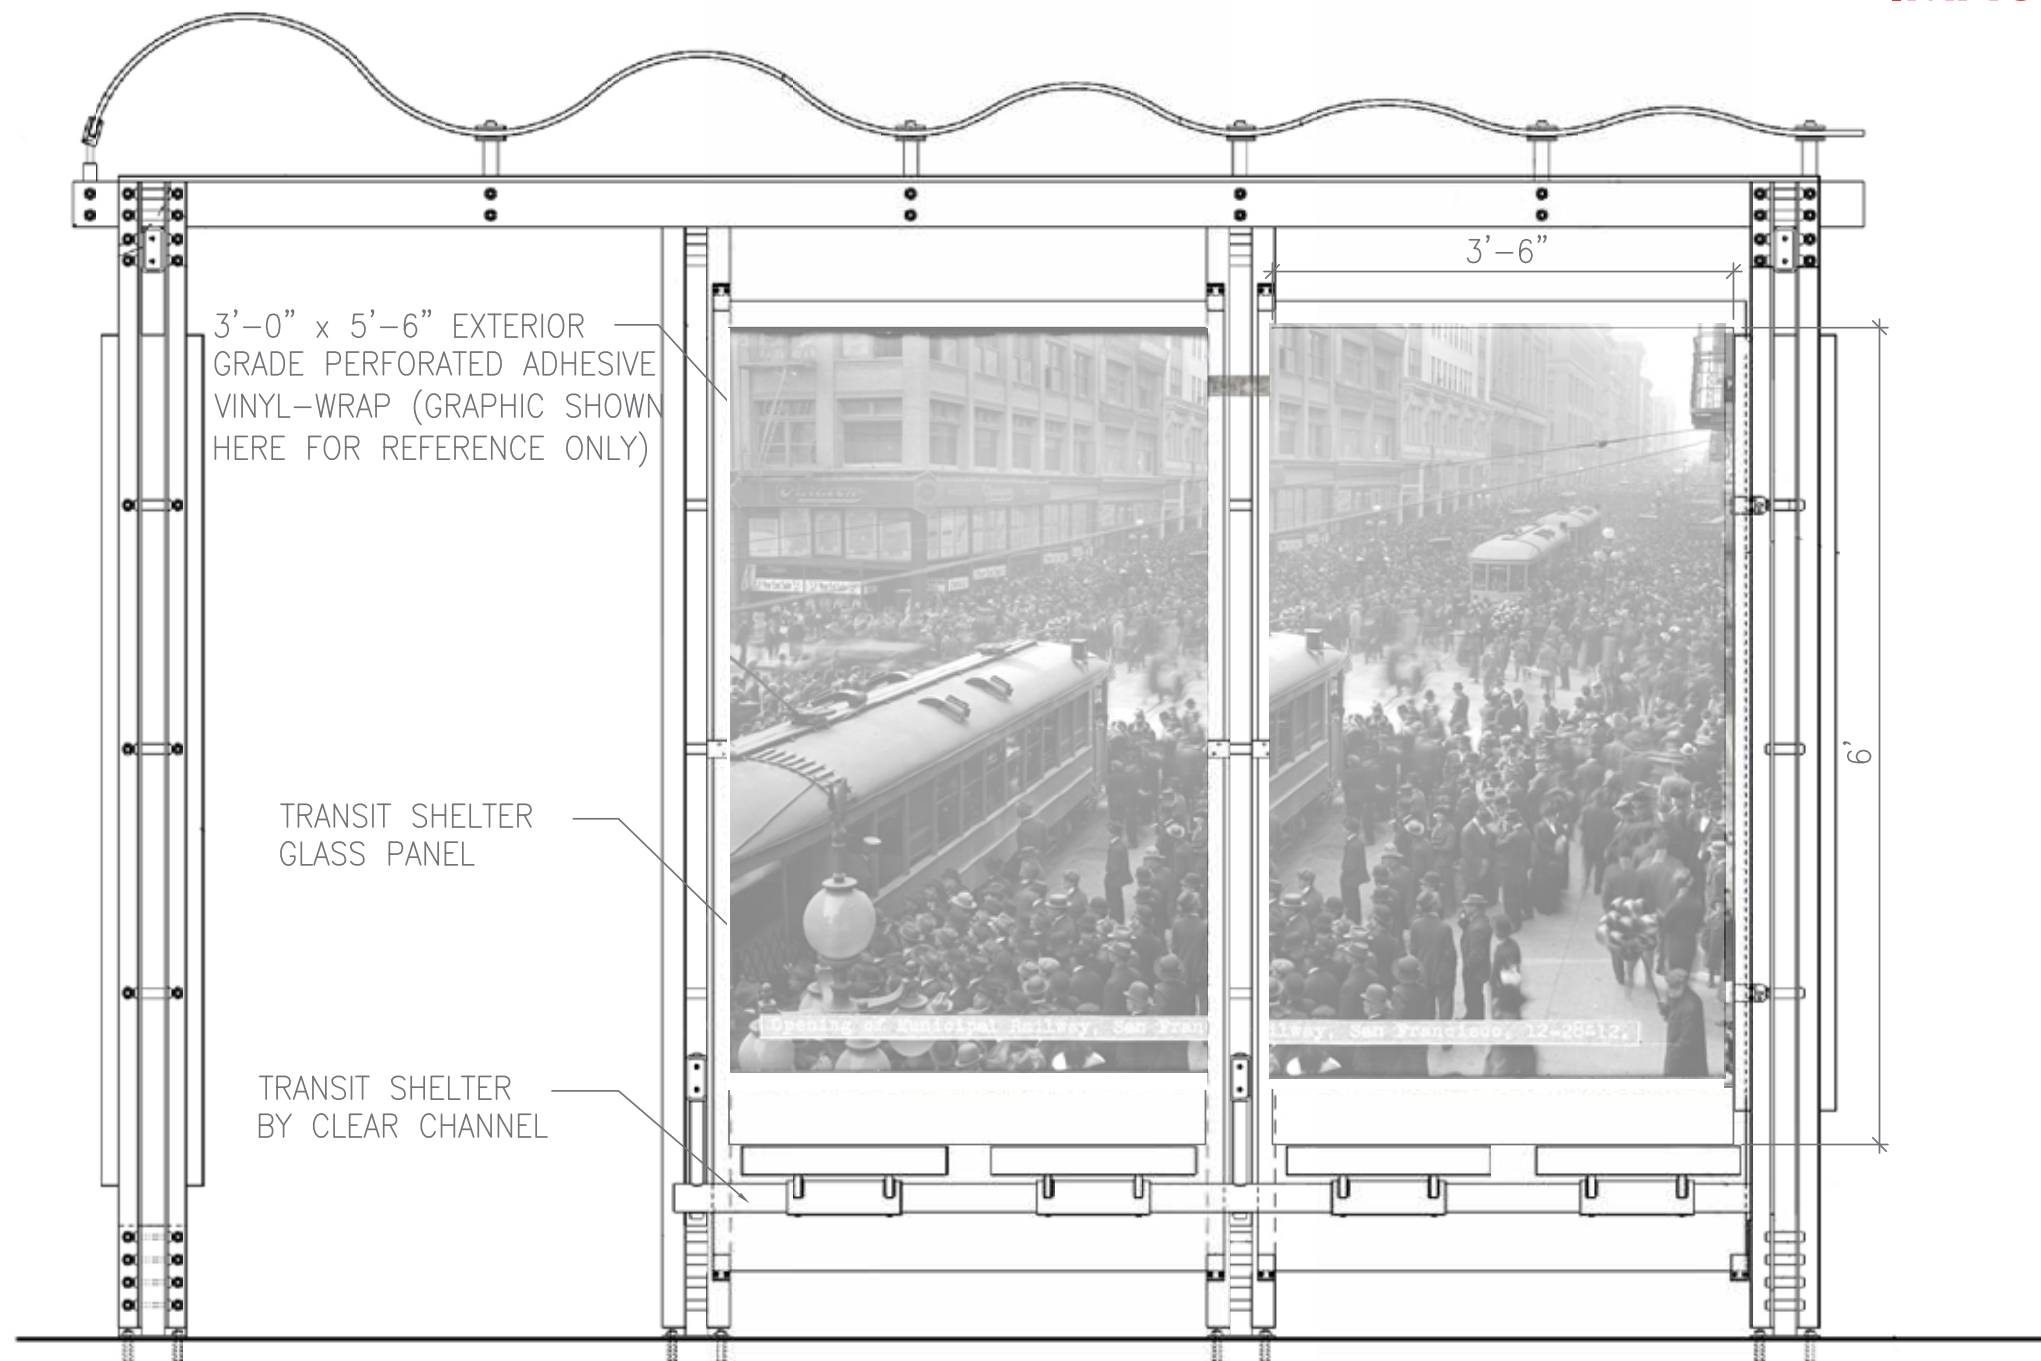 3'-6"
3'-0" x 5'-6" EXTERIOR
GRADE PERFORATED ADHESIVE
VINYL-WRAP (GRAPHIC SHOWN
HERE FOR REFERENCE ONLY)
6'
TRANSIT SHELTER
GLASS PANEL
Opening of Municipal Railway, San Fran
ilway, San Francisco, 12-28-12.
TRANSIT SHELTER
BY CLEAR CHANNEL